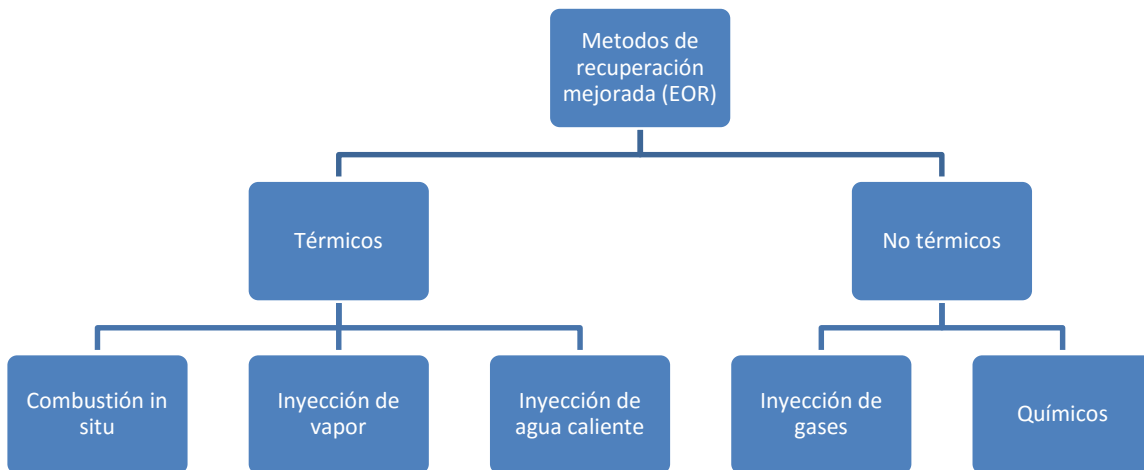 Metodos de
recuperación
mejorada (EOR)
Térmicos
No térmicos
Combustión in
situ
Inyección de
vapor
Inyección de
agua caliente
Inyección de
gases
Químicos